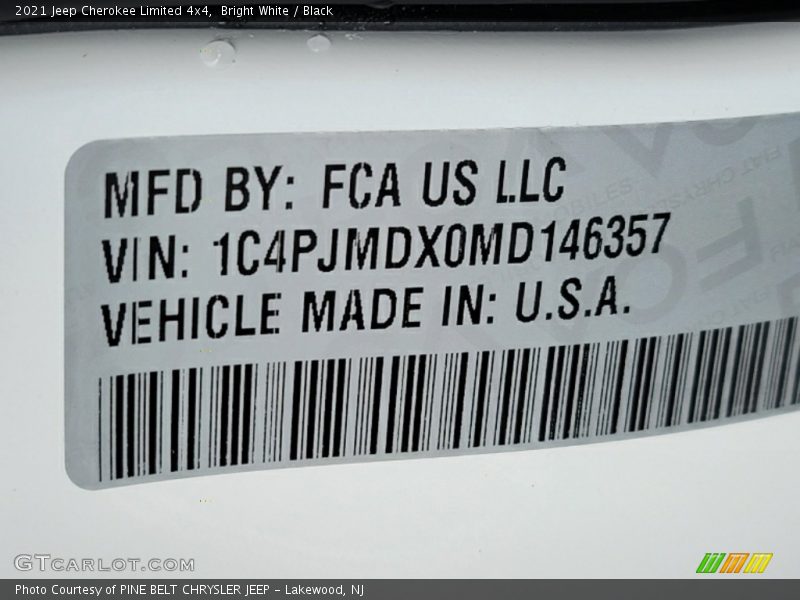 2021 Jeep Cherokee Limited 4x4, Bright White / Black
MFD BY: FCA US LLC
VIN: 1C4PJMDX0MD146357
VEHICLE MADE IN: U.S.A.
GTCARLOT.COM
Photo Courtesy of PINE BELT CHRYSLER JEEP - Lakewood, NJ